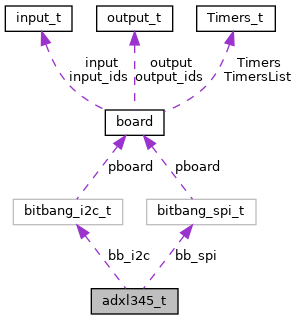 input_t output_t Timers_t
input output Timers
input_ids output_ids TimersList
board
pboard pboard
bitbang_i2c_t bitbang_spi_t
bb_i2c bb_spi
adxl345_t